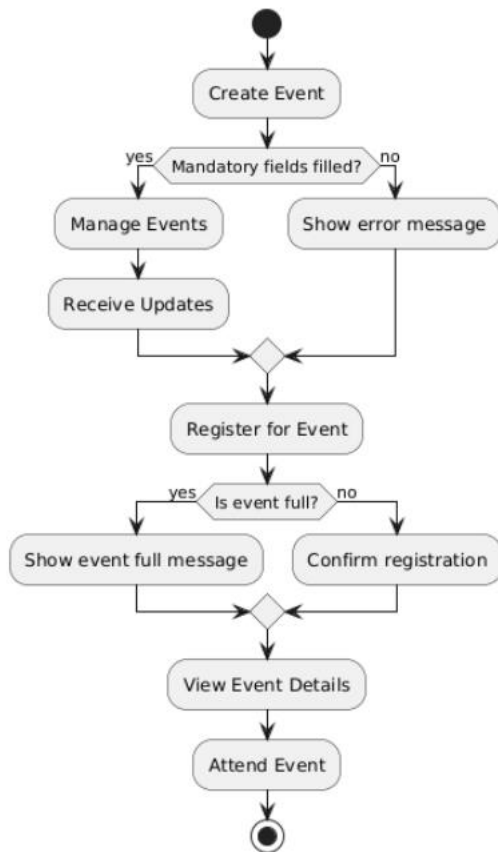 Create Event
yes
Mandatory fields filled?
no
Manage Events
Show error message
Receive Updates
Register for Event
yes
Is event full?
no
Show event full message
Confirm registration
View Event Details
Attend Event